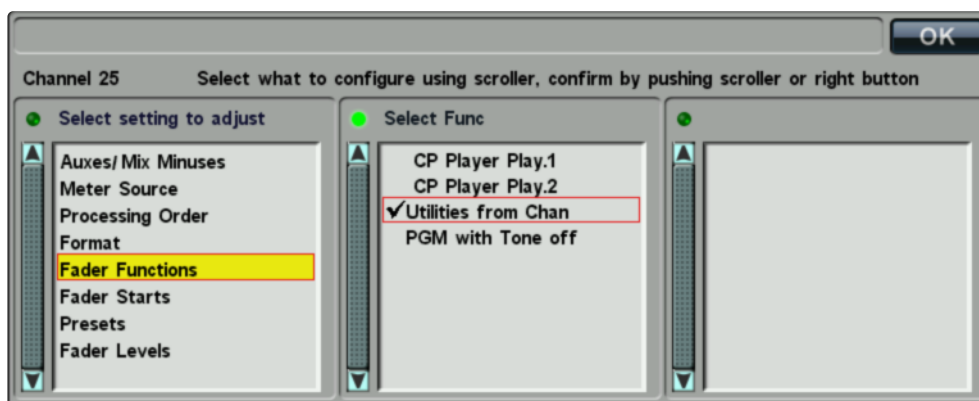 OK
Channel 25 Select what to configure using scroller, confirm by pushing scroller or right button
Select setting to adjust
Auxes/Mix Minuses
Meter Source
Processing Order
Format
Fader Functions
Fader Starts
Presets
Fader Levels
Select Func
CP Player Play.1
CP Player Play.2
✓Utilities from Chan
PGM with Tone off